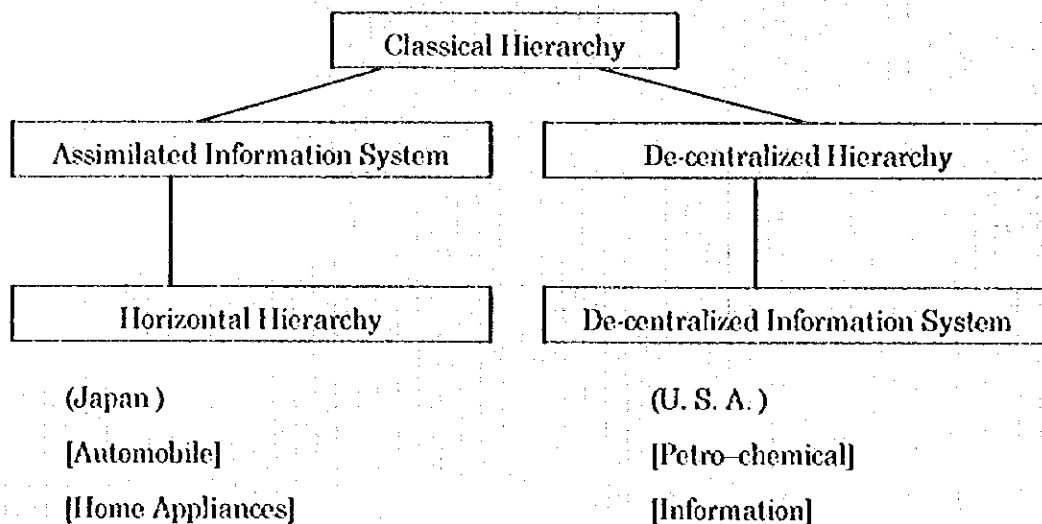 Classical Hierarchy
Assimilated Information System
De-centralized Hierarchy
Horizontal Hierarchy
De-centralized Information System
(Japan)
(U. S. A.)
[Automobile]
[Petro-chemical]
[Home Appliances]
[Information]